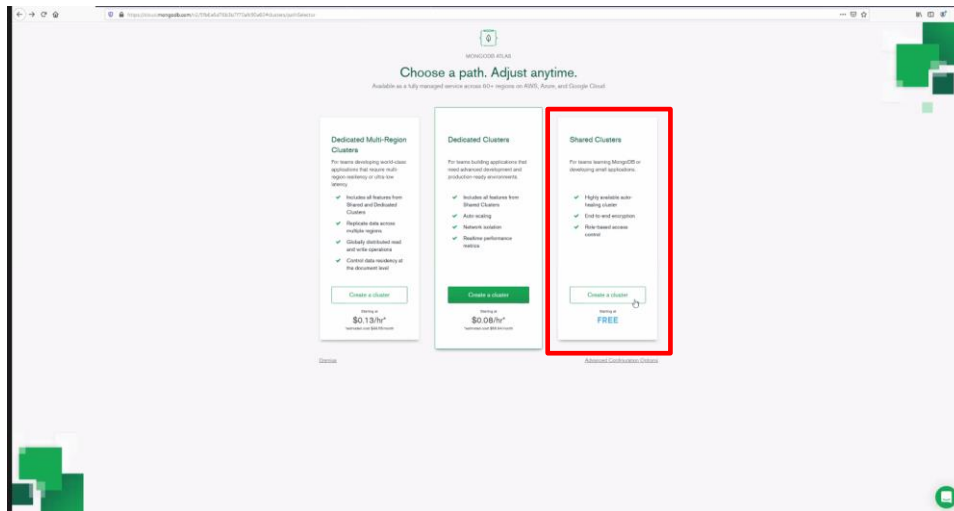 MONGODB ATLAS
Choose a path. Adjust anytime.
Available as a fully managed service across 60+ regions on AWS, Azure, and Google Cloud
Dedicated Multi-Region
Clusters
For teams developing world-class
applications that require multi-
region resiliency or ultra-low
latency.
Includes all features from
Shared and Dedicated
Clusters
Replicate data across
multiple regions
Globally distributed read
and write operations
Control data residency at
the document level
Create a cluster
Starting at
$0.13/hr*
Dedicated Clusters
For teams building applications that
need advanced development and
production-ready environments.
Includes all features from
Shared Clusters
Auto-scaling
Network isolation
Realtime performance
metrics
Create a cluster
Starting at
$0.08/hr*
Shared Clusters
For teams learning MongoDB or
developing small applications.
Highly available auto-
healing cluster
End-to-end encryption
Role-based access
control
Create a cluster
Starting at
FREE
Dismiss
Advanced Configuration Options